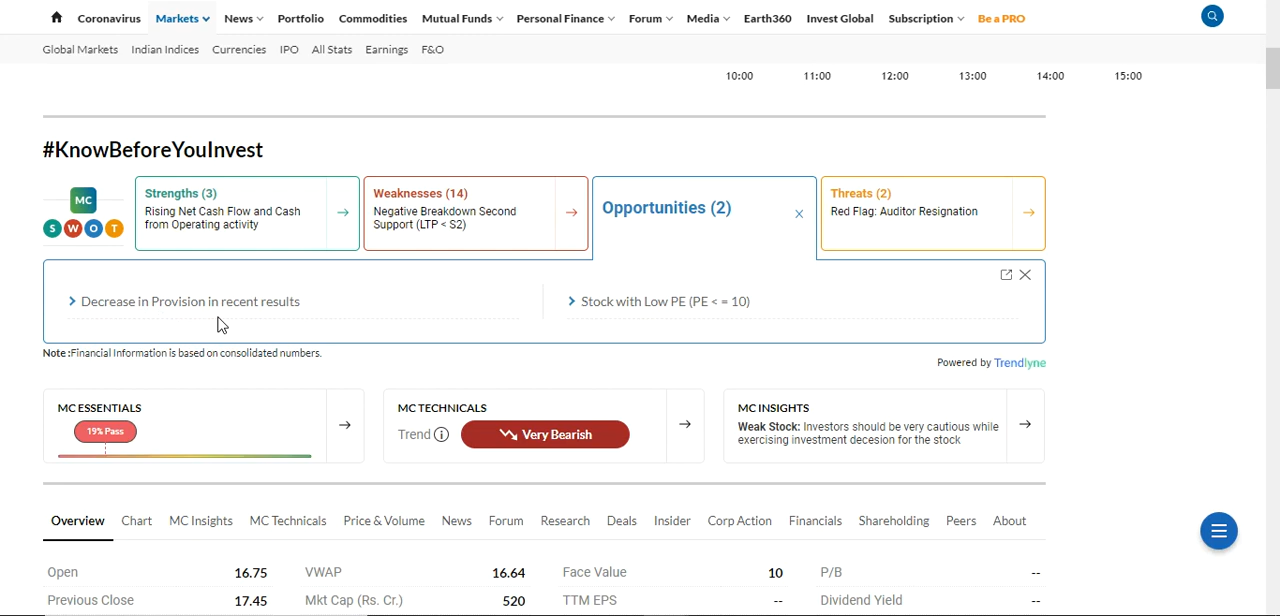 Coronavirus Markets News Portfolio Commodities Mutual Funds Personal Finance Forum Media Earth360 Invest Global Subscription Be a PRO
Global Markets Indian Indices Currencies IPO All Stats Earnings F&O
10:00 11:00 12:00 13:00 14:00 15:00
#KnowBeforeYouInvest
MC
S W O T
Strengths (3)
Rising Net Cash Flow and Cash
from Operating activity
Weaknesses (14)
Negative Breakdown Second
Support (LTP < S2)
Opportunities (2)
Threats (2)
Red Flag: Auditor Resignation
Decrease in Provision in recent results
Stock with Low PE (PE < = 10)
Note :Financial Information is based on consolidated numbers.
Powered by Trendlyne
MC ESSENTIALS
19% Pass
MC TECHNICALS
Trend Very Bearish
MC INSIGHTS
Weak Stock: Investors should be very cautious while
exercising investment decesion for the stock
Overview Chart MC Insights MC Technicals Price & Volume News Forum Research Deals Insider Corp Action Financials Shareholding Peers About
Open 16.75 VWAP 16.64 Face Value 10 P/B --
Previous Close 17.45 Mkt Cap (Rs. Cr.) 520 TTM EPS -- Dividend Yield --